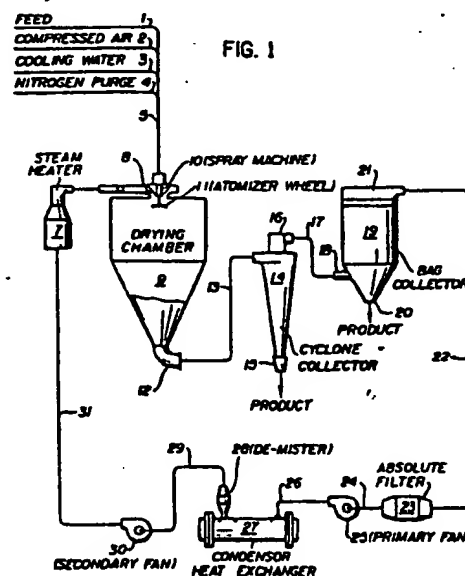 FEED 1
COMPRESSED AIR 2
FIG. 1
COOLING WATER 3
NITROGEN PURGE 4
5
STEAM
HEATER
8
10 (SPRAY MACHINE)
11 (ATOMIZER WHEEL)
7
DRYING
CHAMBER
9
12
13
16
17
14
15
CYCLONE
COLLECTOR
PRODUCT
18
21
19
BAG
COLLECTOR
20
PRODUCT
22
31
29
28 (DE-MISTER)
26
24
ABSOLUTE
FILTER
23
27
30
(SECONDARY FAN)
CONDENSOR
HEAT EXCHANGER
25 (PRIMARY FAN)